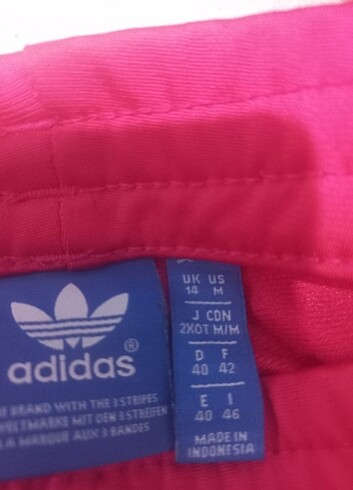 adidas®
BRAND WITH THE 3 STRIPES
MARKE MIT DEN 3 STREIFEN
A MARQUE AUX 3 BANDES
UK US
14 M
J CDN
2XOT M/M
D F
40 42
E I
40 46
MADE IN
INDONESIA